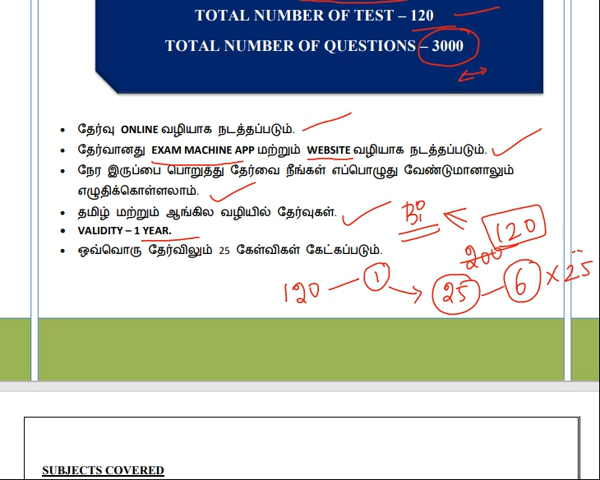 TOTAL NUMBER OF TEST – 120
TOTAL NUMBER OF QUESTIONS – 3000
• தேர்வு ONLINE வழியாக நடத்தப்படும்.
• தேர்வானது EXAM MACHINE APP மற்றும் WEBSITE வழியாக நடத்தப்படும்.
• நேர இருப்பை பொறுத்து தேர்வை நீங்கள் எப்பொழுது வேண்டுமானாலும்
எழுதிக்கொள்ளலாம்.
• தமிழ் மற்றும் ஆங்கில வழியில் தேர்வுகள்.
Bi
120
• VALIDITY – 1 YEAR.
• ஒவ்வொரு தேர்விலும் 25 கேள்விகள் கேட்கப்படும்.
200
120 – 1 → 25 – 6 × 25
SUBJECTS COVERED